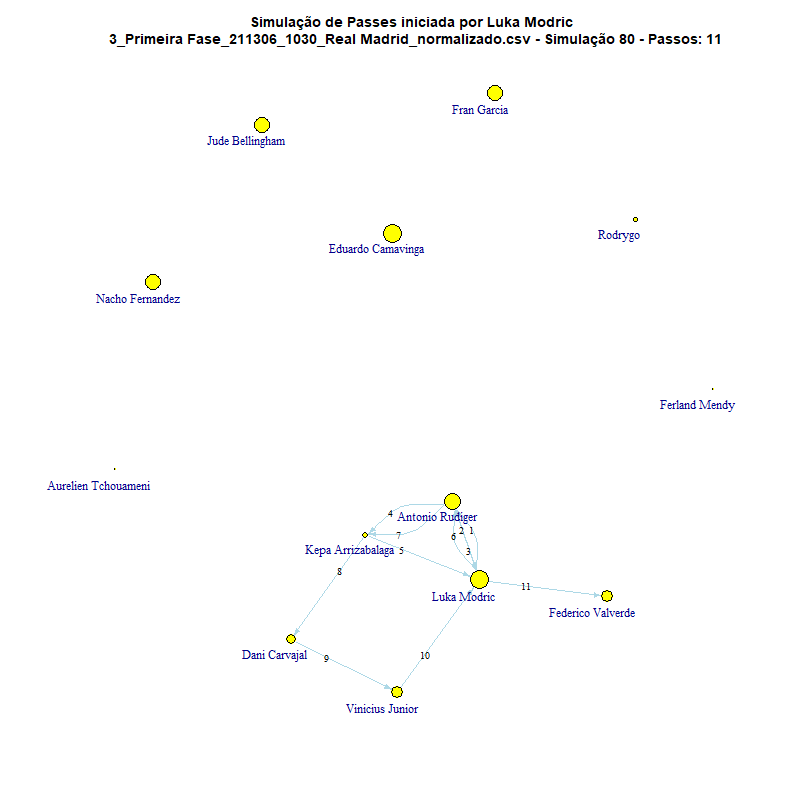 Simulação de Passes iniciada por Luka Modric
3_Primeira Fase_211306_1030_Real Madrid_normalizado.csv - Simulação 80 - Passos: 11
Fran Garcia
Jude Bellingham
Rodrygo
Eduardo Camavinga
Nacho Fernandez
Ferland Mendy
Aurelien Tchouameni
4
Antonio Rudiger
2
1
7
6
Kepa Arrizabalaga
5
3
8
11
Luka Modric
Federico Valverde
Dani Carvajal
9
10
Vinicius Junior